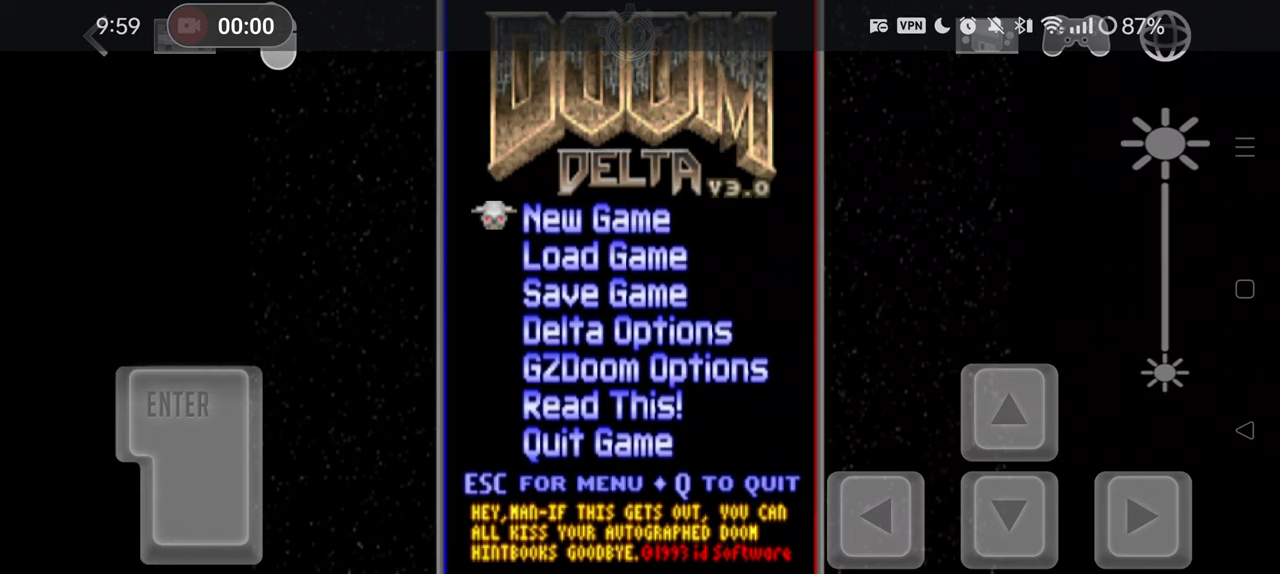 9:59
00:00
VPN
87%
DOOM
DELTA V3.0
New Game
Load Game
Save Game
Delta Options
GZDoom Options
Read This!
Quit Game
ESC FOR MENU ✦ Q TO QUIT
HEY,MAN-IF THIS GETS OUT, YOU CAN
ALL KISS YOUR AUTOGRAPHED DOOM
HINTBOOKS GOODBYE.©1993 id Software
ENTER